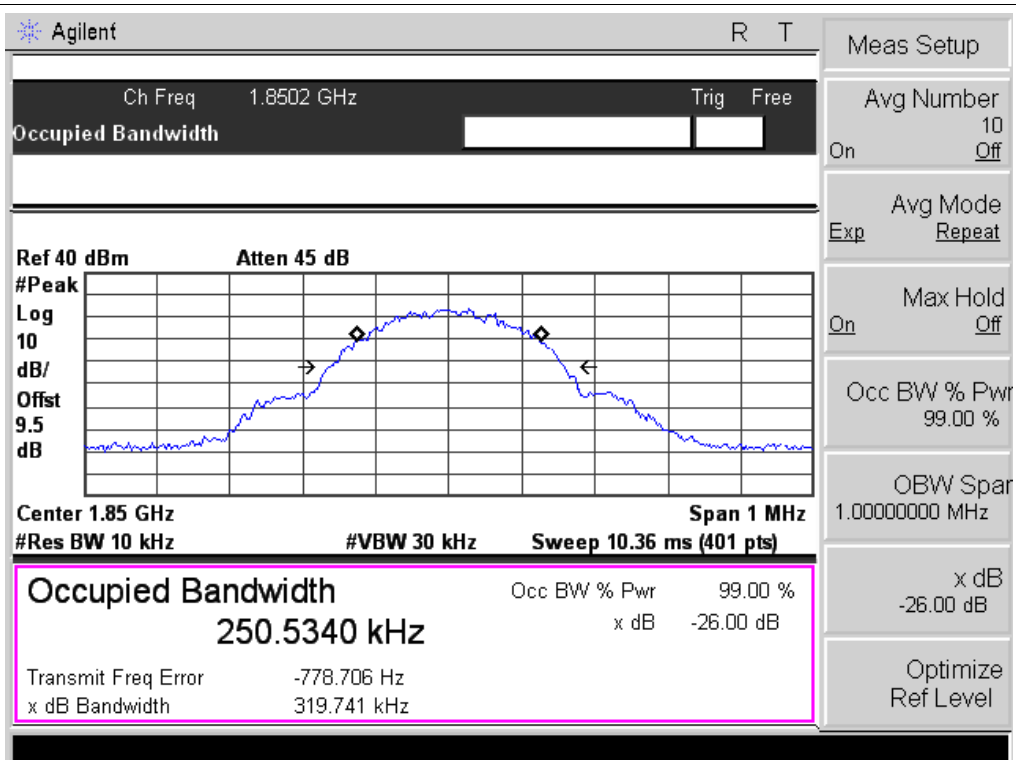 Agilent R T
Ch Freq 1.8502 GHz Trig Free
Occupied Bandwidth
Ref 40 dBm Atten 45 dB
#Peak
Log
10
dB/
Offst
9.5
dB
Center 1.85 GHz Span 1 MHz
#Res BW 10 kHz #VBW 30 kHz Sweep 10.36 ms (401 pts)
Occupied Bandwidth Occ BW % Pwr 99.00 %
250.5340 kHz x dB -26.00 dB
Transmit Freq Error -778.706 Hz
x dB Bandwidth 319.741 kHz
Meas Setup
Avg Number
10
On Off
Avg Mode
Exp Repeat
Max Hold
On Off
Occ BW % Pwr
99.00 %
OBW Span
1.00000000 MHz
x dB
-26.00 dB
Optimize
Ref Level